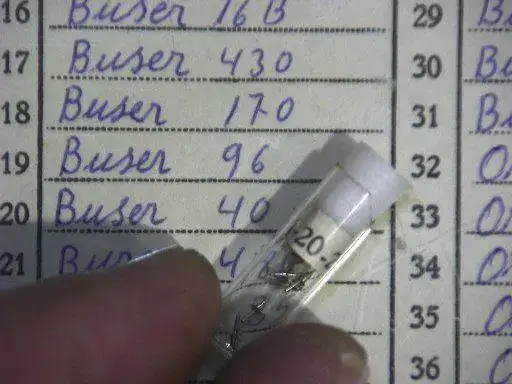 16 Buser 16B 29 B
17 Buser 430 30 B
18 Buser 170 31 B
19 Buser 96 32 O
20 Buser 40 33 O
21 34
35
36
-20-